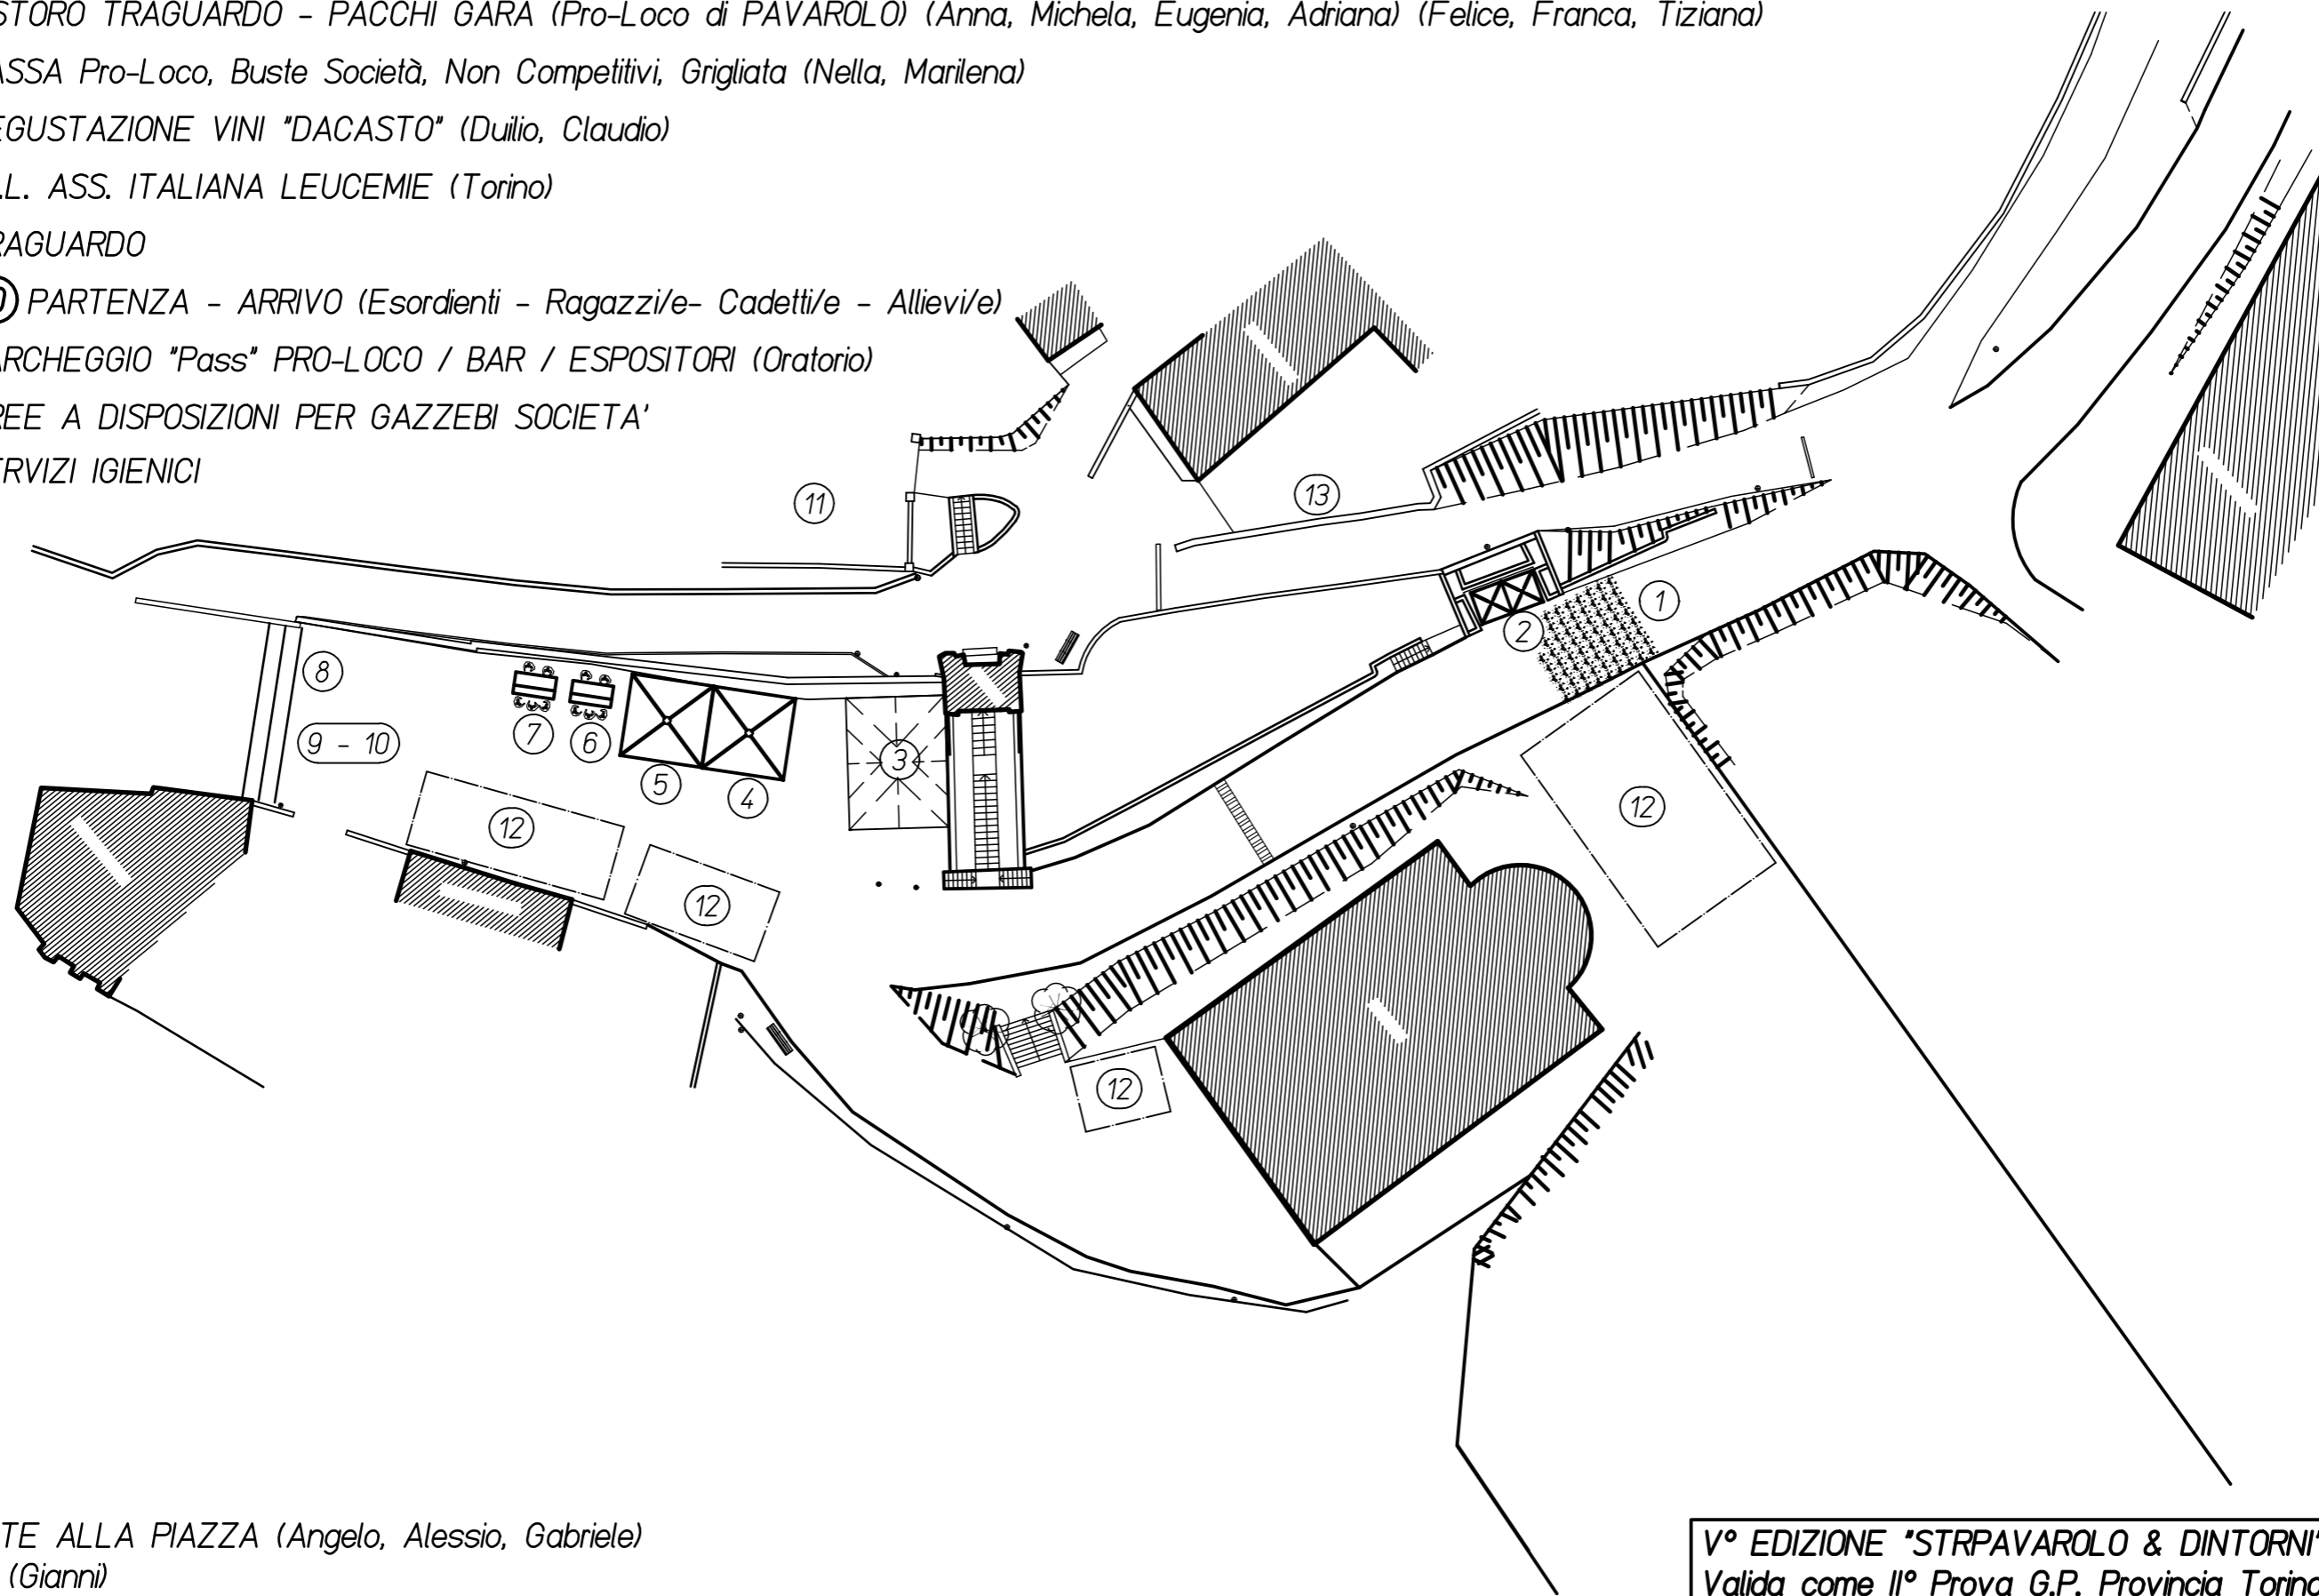 STORO TRAGUARDO - PACCHI GARA (Pro-Loco di PAVAROLO) (Anna, Michela, Eugenia, Adriana) (Felice, Franca, Tiziana)
ASSA Pro-Loco, Buste Società, Non Competitivi, Grigliata (Nella, Marilena)
EGUSTAZIONE VINI "DACASTO" (Duilio, Claudio)
.L. ASS. ITALIANA LEUCEMIE (Torino)
RAGUARDO
0 PARTENZA - ARRIVO (Esordienti - Ragazzi/e- Cadetti/e - Allievi/e)
ARCHEGGIO "Pass" PRO-LOCO / BAR / ESPOSITORI (Oratorio)
REE A DISPOSIZIONI PER GAZZEBI SOCIETA'
ERVIZI IGIENICI
13
11
1
2
8
7
6
9 - 10
3
5
4
12
12
12
12
TE ALLA PIAZZA (Angelo, Alessio, Gabriele)
(Gianni)
V° EDIZIONE "STRPAVAROLO & DINTORNI"
Valida come II° Prova G.P. Provincia Torino